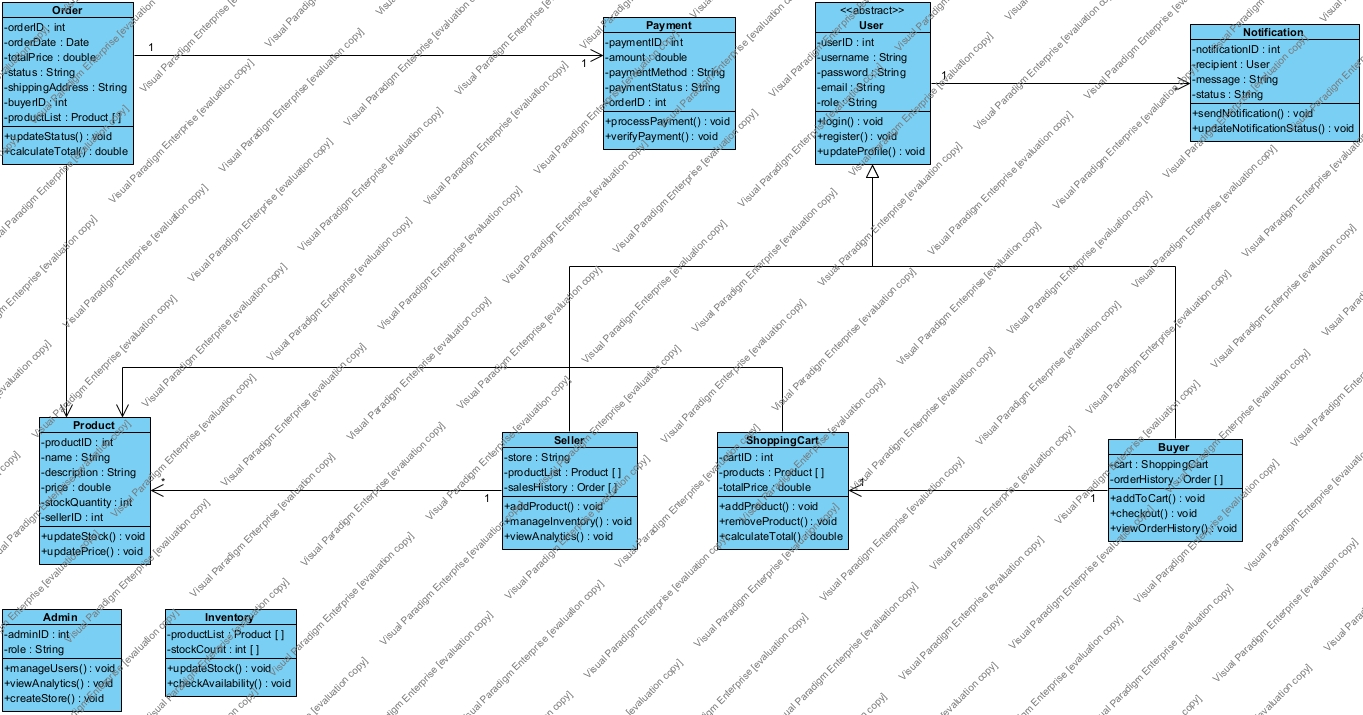 Order
-orderID : int
-orderDate : Date
-totalPrice : double
-status : String
-shippingAddress : String
-buyerID : int
-productList : Product [ ]
+updateStatus() : void
+calculateTotal() : double
1
1
Payment
-paymentID : int
-amount : double
-paymentMethod : String
-paymentStatus : String
-orderID : int
+processPayment() : void
+verifyPayment() : void
<<abstract>>
User
-userID : int
-username : String
-password : String
-email : String
-role : String
+login() : void
+register() : void
+updateProfile() : void
1
Notification
-notificationID : int
-recipient : User
-message : String
-status : String
+sendNotification() : void
+updateNotificationStatus() : void
Product
-productID : int
-name : String
-description : String
-price : double
-stockQuantity : int
-sellerID : int
+updateStock() : void
+updatePrice() : void
*
1
Seller
-store : String
-productList : Product [ ]
-salesHistory : Order [ ]
+addProduct() : void
+manageInventory() : void
+viewAnalytics() : void
ShoppingCart
-cartID : int
-products : Product [ ]
-totalPrice : double
+addProduct() : void
+removeProduct() : void
+calculateTotal() : double
1
Buyer
-cart : ShoppingCart
-orderHistory : Order [ ]
+addToCart() : void
+checkout() : void
+viewOrderHistory() : void
Admin
-adminID : int
-role : String
+manageUsers() : void
+viewAnalytics() : void
+createStore() : void
Inventory
-productList : Product [ ]
-stockCount : int [ ]
+updateStock() : void
+checkAvailability() : void
Visual Paradigm Enterprise [evaluation copy]